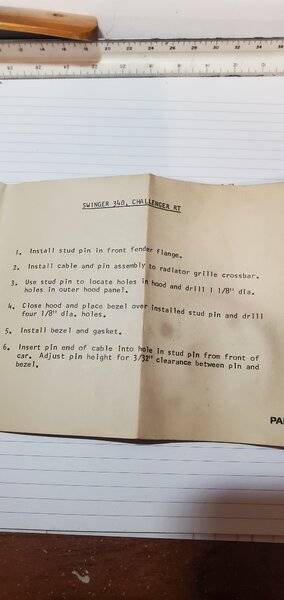 SWINGER 340, CHALLENGER RT
1. Install stud pin in front fender flange.
2. Install cable and pin assembly to radiator grille crossbar.
3. Use stud pin to locate holes in hood and drill 1 1/8" dia.
holes in outer hood panel.
4. Close hood and place bezel over installed stud pin and drill
four 1/8" dia. holes.
5. Install bezel and gasket.
6. Insert pin end of cable into hole in stud pin from front of
car. Adjust pin height for 3/32" clearance between pin and
bezel.
PA